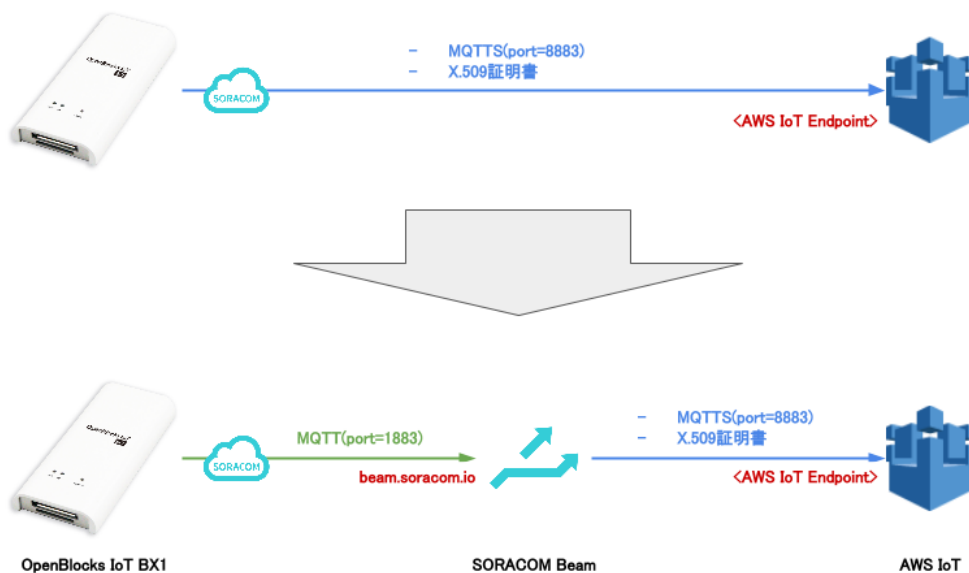 - MQTTS(port=8883)
- X.509証明書
SORACOM
<AWS IoT Endpoint>
- MQTTS(port=8883)
- X.509証明書
MQTT(port=1883)
SORACOM
beam.soracom.io
<AWS IoT Endpoint>
OpenBlocks IoT BX1
SORACOM Beam
AWS IoT